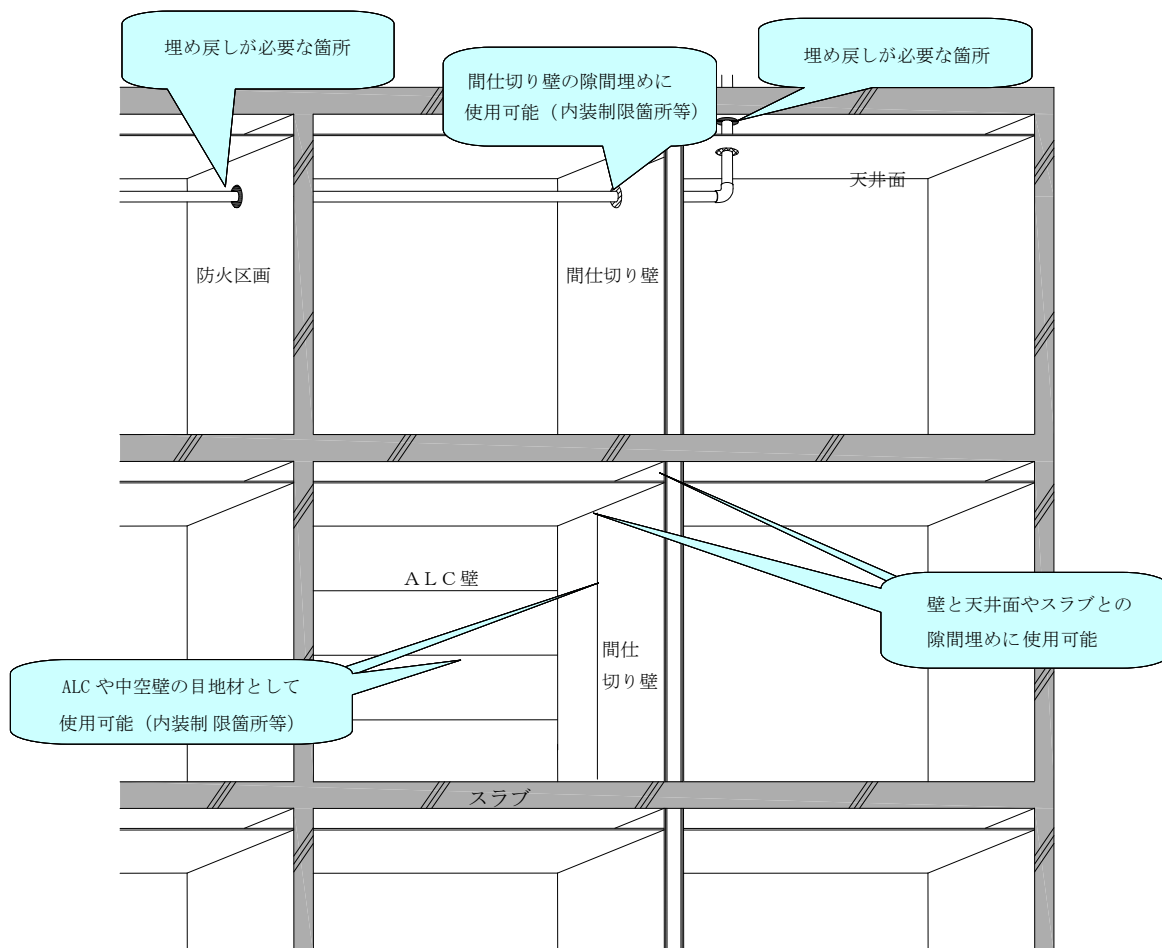 埋め戻しが必要な箇所
間仕切り壁の隙間埋めに
使用可能（内装制限箇所等）
埋め戻しが必要な箇所
天井面
防火区画
間仕切り壁
ＡＬＣ壁
間仕
切り壁
壁と天井面やスラブとの
隙間埋めに使用可能
ALCや中空壁の目地材として
使用可能（内装制限箇所等）
スラブ